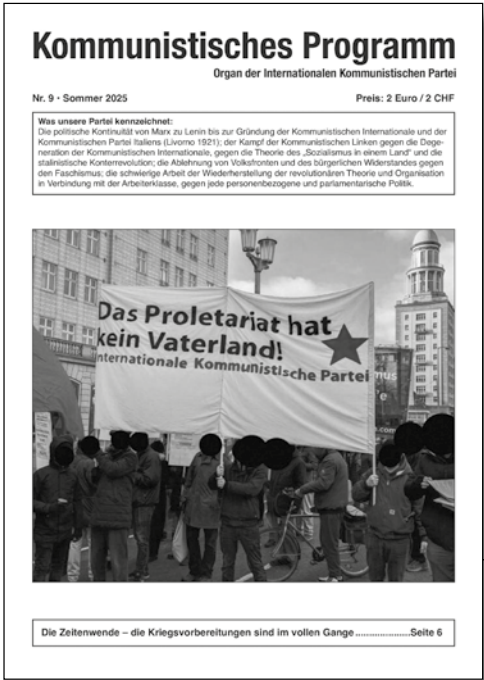 Kommunistisches Programm
Organ der Internationalen Kommunistischen Partei
Nr. 9 · Sommer 2025
Preis: 2 Euro / 2 CHF
Was unsere Partei kennzeichnet:
Die politische Kontinuität von Marx zu Lenin bis zur Gründung der Kommunistischen Internationale und der
Kommunistischen Partei Italiens (Livorno 1921); der Kampf der Kommunistischen Linken gegen die Dege-
neration der Kommunistischen Internationale, gegen die Theorie des „Sozialismus in einem Land“ und die
stalinistische Konterrevolution; die Ablehnung von Volksfronten und des bürgerlichen Widerstandes gegen
den Faschismus; die schwierige Arbeit der Wiederherstellung der revolutionären Theorie und Organisation
in Verbindung mit der Arbeiterklasse, gegen jede personenbezogene und parlamentarische Politik.
Das Proletariat hat
kein Vaterland!
Internationale Kommunistische Partei
Die Zeitenwende – die Kriegsvorbereitungen sind im vollen Gange.....................Seite 6